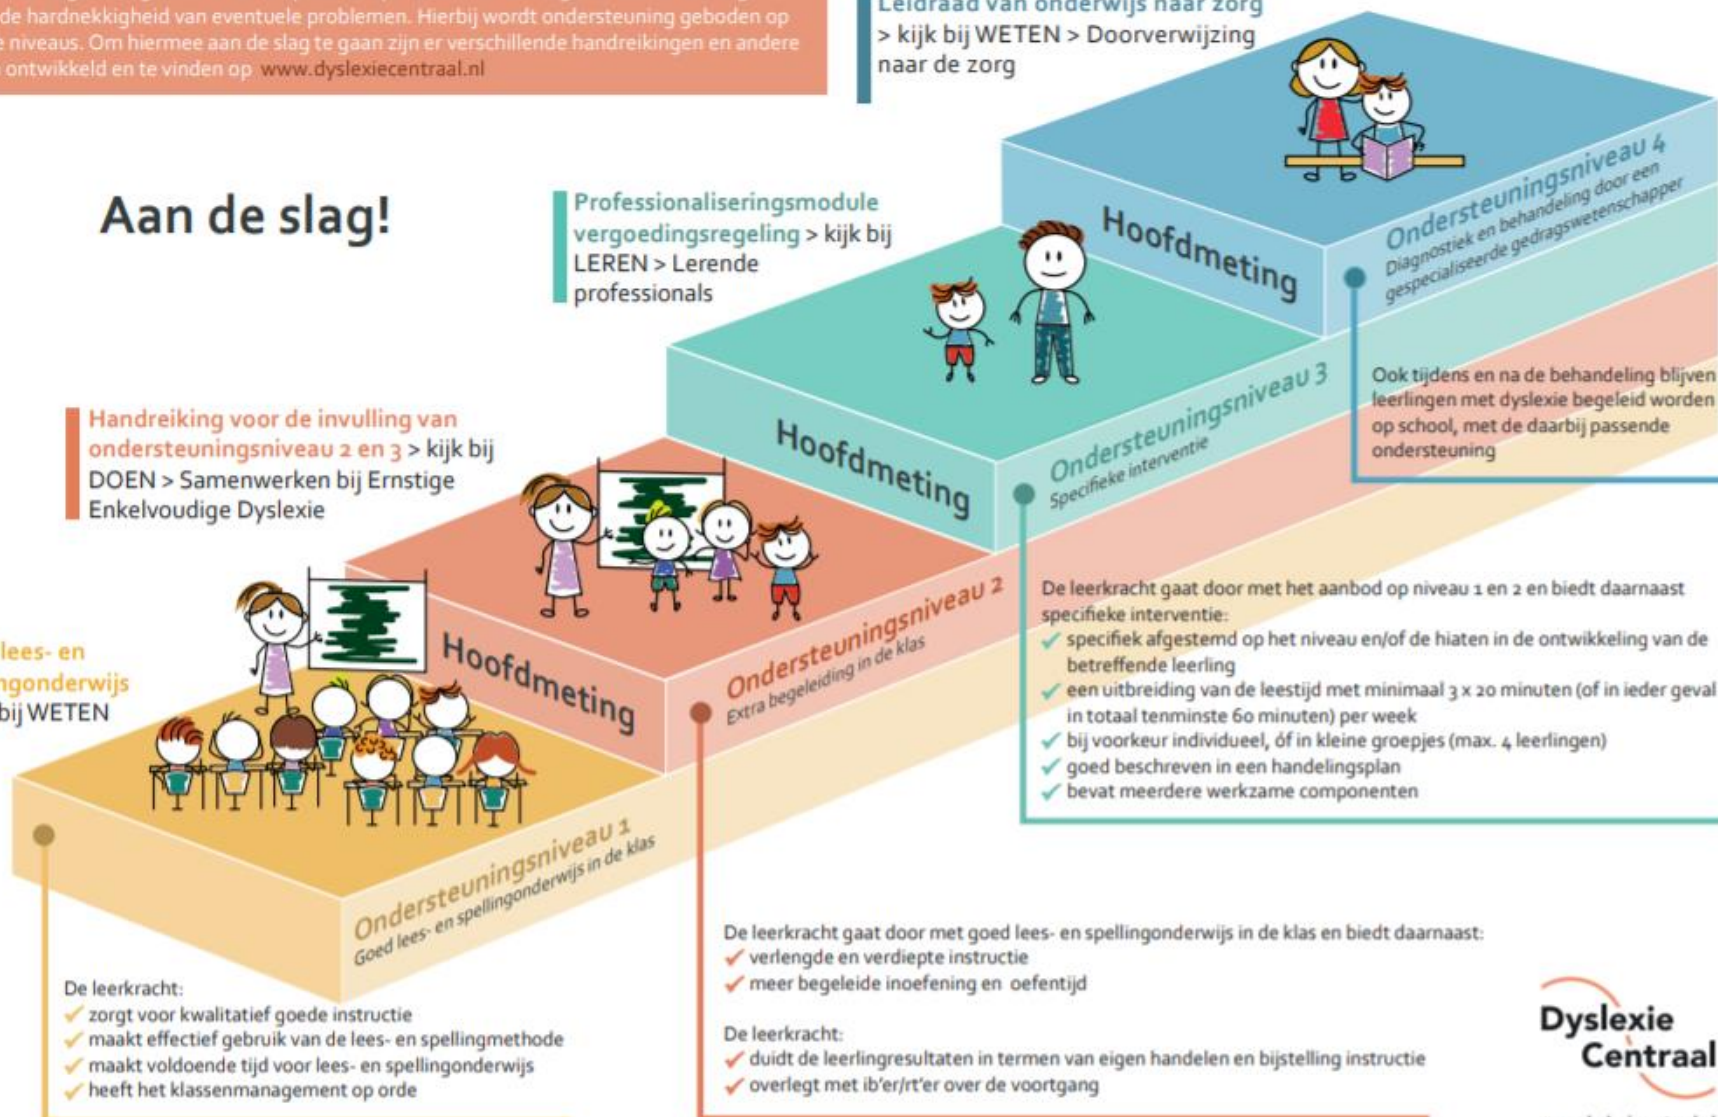 de hardnekkigheid van eventuele problemen. Hierbij wordt ondersteuning geboden op
niveaus. Om hiermee aan de slag te gaan zijn er verschillende handreikingen en andere
ontwikkeld en te vinden op www.dyslexiecentraal.nl
Leidraad van onderwijs naar zorg
> kijk bij WETEN > Doorverwijzing
naar de zorg
Aan de slag!
Professionaliseringsmodule
vergoedingsregeling > kijk bij
LEREN > Lerende
professionals
Handreiking voor de invulling van
ondersteuningsniveau 2 en 3 > kijk bij
DOEN > Samenwerken bij Ernstige
Enkelvoudige Dyslexie
lees- en
ngonderwijs
bij WETEN
Hoofdmeting
Ondersteuningsniveau 4
Diagnostiek en behandeling door een
gespecialiseerde gedragswetenschapper
Ook tijdens en na de behandeling blijven
leerlingen met dyslexie begeleid worden
op school, met de daarbij passende
ondersteuning
Hoofdmeting
Ondersteuningsniveau 3
Specifieke interventie
De leerkracht gaat door met het aanbod op niveau 1 en 2 en biedt daarnaast
specifieke interventie:
✓ specifiek afgestemd op het niveau en/of de hiaten in de ontwikkeling van de
betreffende leerling
✓ een uitbreiding van de leestijd met minimaal 3 x 20 minuten (of in ieder geval
in totaal tenminste 60 minuten) per week
✓ bij voorkeur individueel, óf in kleine groepjes (max. 4 leerlingen)
✓ goed beschreven in een handelingsplan
✓ bevat meerdere werkzame componenten
Hoofdmeting
Ondersteuningsniveau 2
Extra begeleiding in de klas
De leerkracht gaat door met goed lees- en spellingonderwijs in de klas en biedt daarnaast:
✓ verlengde en verdiepte instructie
✓ meer begeleide inoefening en oefentijd
De leerkracht:
✓ duidt de leerlingresultaten in termen van eigen handelen en bijstelling instructie
✓ overlegt met ib'er/rt'er over de voortgang
Ondersteuningsniveau 1
Goed lees- en spellingonderwijs in de klas
De leerkracht:
✓ zorgt voor kwalitatief goede instructie
✓ maakt effectief gebruik van de lees- en spellingmethode
✓ maakt voldoende tijd voor lees- en spellingonderwijs
✓ heeft het klassenmanagement op orde
Dyslexie
Centraal